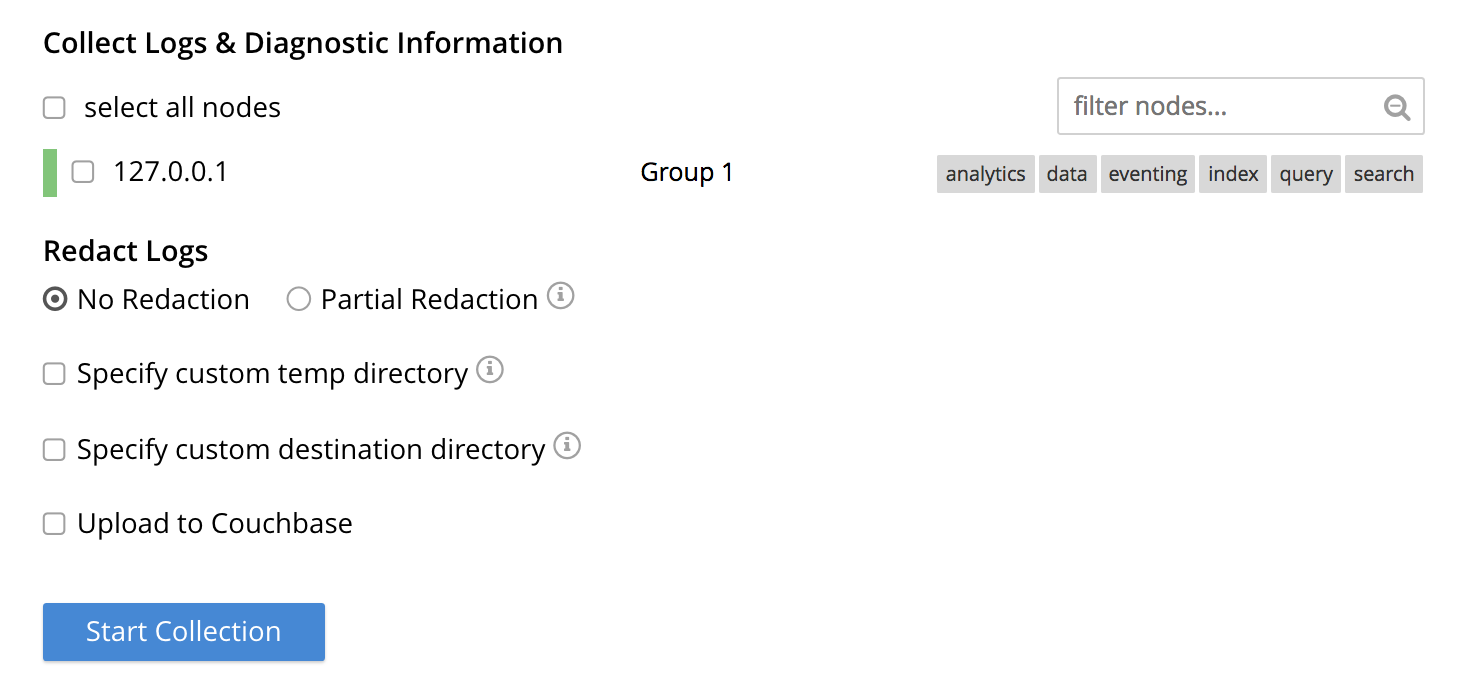 Collect Logs & Diagnostic Information
select all nodes
filter nodes...
127.0.0.1 Group 1 analytics data eventing index query search
Redact Logs
No Redaction Partial Redaction
Specify custom temp directory
Specify custom destination directory
Upload to Couchbase
Start Collection